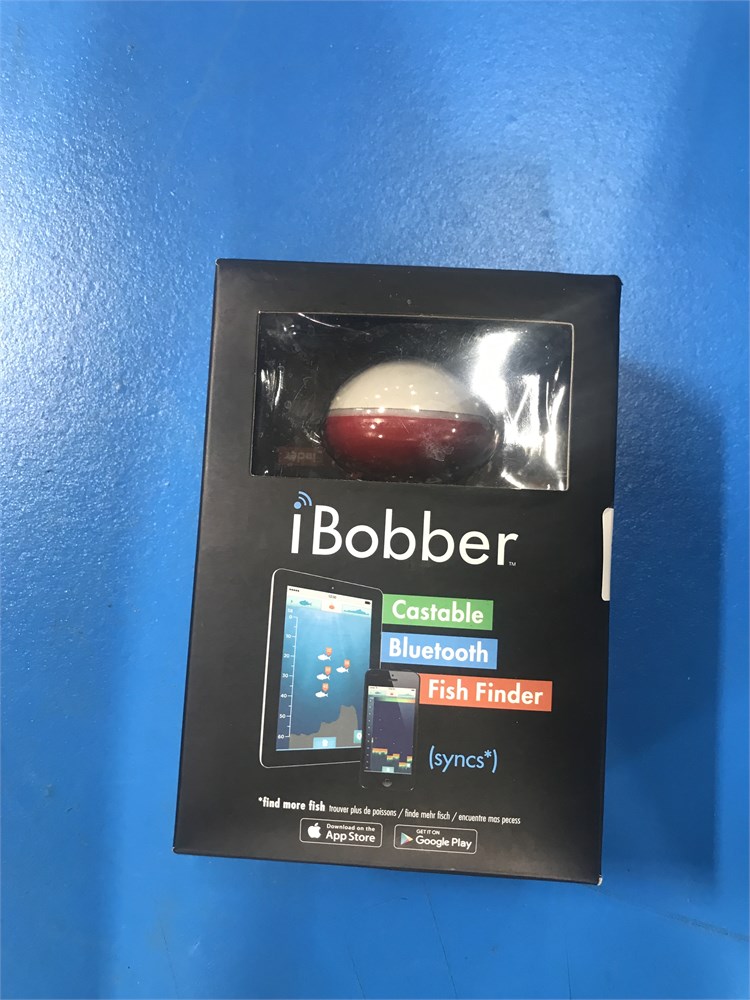 iBobber™
Castable
Bluetooth
Fish Finder
(syncs*)
*find more fish trouver plus de poissons / finde mehr fisch / encuentre mas pecess
Download on the
App Store
GET IT ON
Google Play